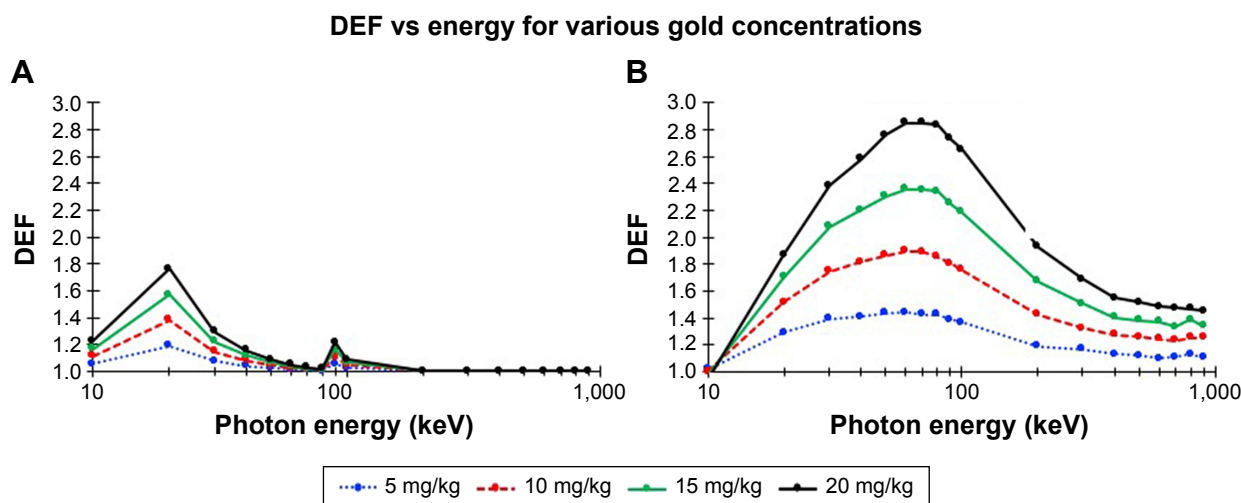 DEF vs energy for various gold concentrations
A
3.0
2.8
2.6
2.4
2.2
2.0
1.8
1.6
1.4
1.2
1.0
DEF
10 100 1,000
Photon energy (keV)
B
3.0
2.8
2.6
2.4
2.2
2.0
1.8
1.6
1.4
1.2
1.0
DEF
10 100 1,000
Photon energy (keV)
5 mg/kg 10 mg/kg 15 mg/kg 20 mg/kg